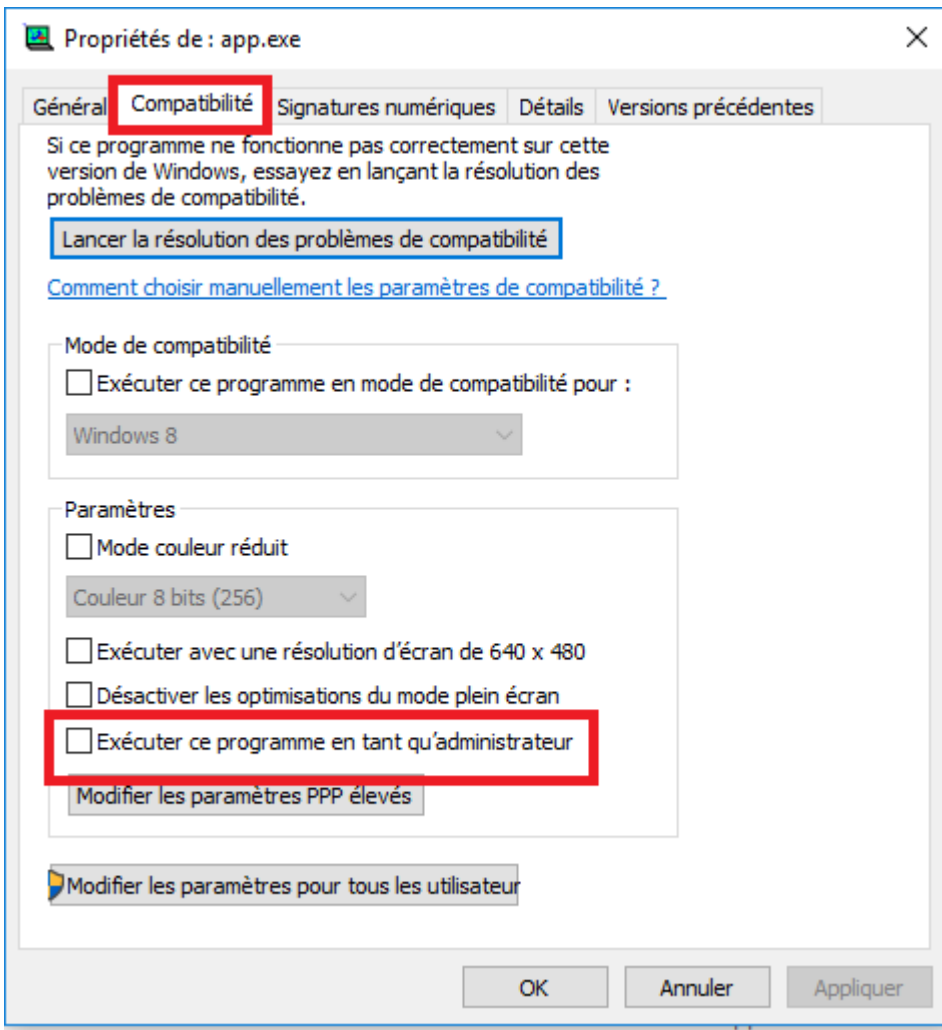 Propriétés de : app.exe
Général Compatibilité Signatures numériques Détails Versions précédentes
Si ce programme ne fonctionne pas correctement sur cette
version de Windows, essayez en lançant la résolution des
problèmes de compatibilité.
Lancer la résolution des problèmes de compatibilité
Comment choisir manuellement les paramètres de compatibilité ?
Mode de compatibilité
Exécuter ce programme en mode de compatibilité pour :
Windows 8
Paramètres
Mode couleur réduit
Couleur 8 bits (256)
Exécuter avec une résolution d’écran de 640 x 480
Désactiver les optimisations du mode plein écran
Exécuter ce programme en tant qu’administrateur
Modifier les paramètres PPP élevés
Modifier les paramètres pour tous les utilisateur
OK Annuler Appliquer